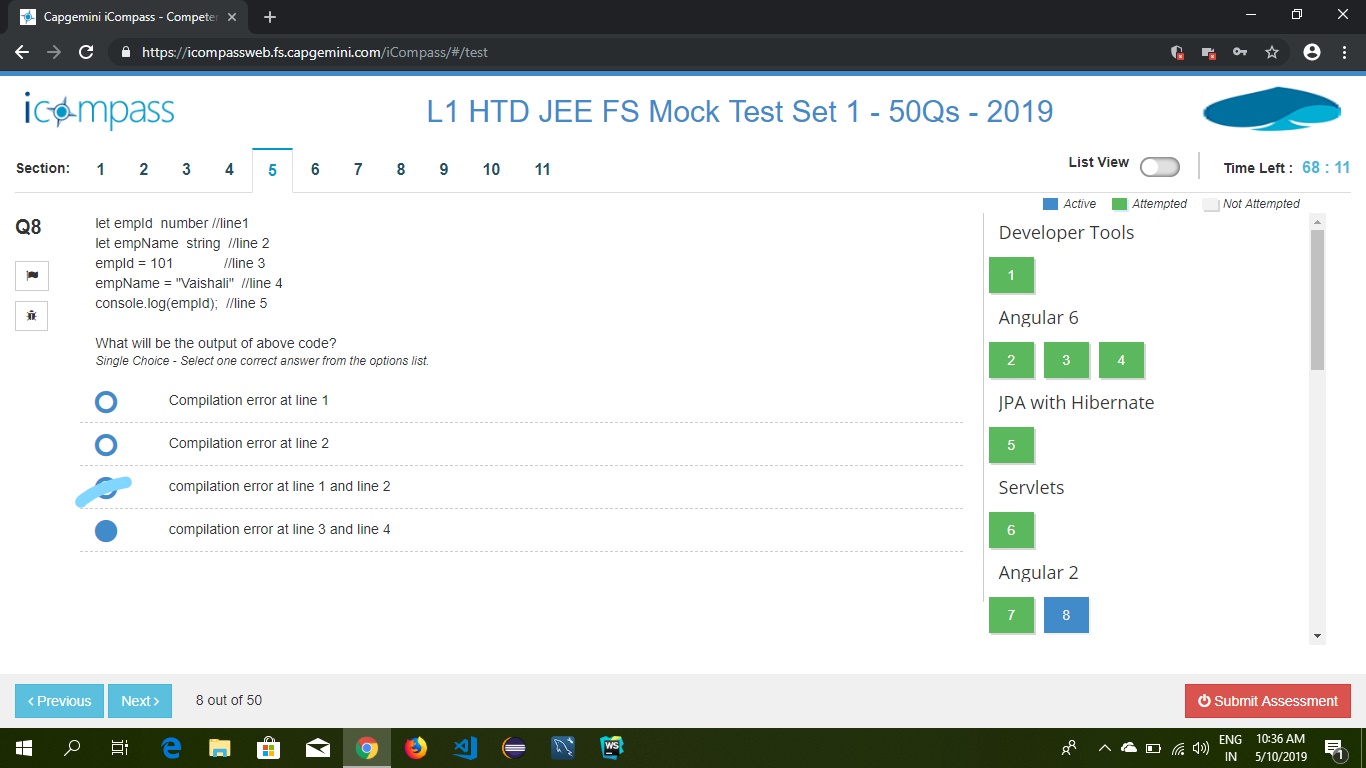 Capgemini iCompass - Competen
https://icompassweb.fs.capgemini.com/iCompass/#/test
icompass
L1 HTD JEE FS Mock Test Set 1 - 50Qs - 2019
Section: 1 2 3 4 5 6 7 8 9 10 11
List View
Time Left : 68 : 11
Active Attempted Not Attempted
Q8
let empId  number //line1
let empName  string  //line 2
empId = 101             //line 3
empName = "Vaishali"  //line 4
console.log(empId);  //line 5
What will be the output of above code?
Single Choice - Select one correct answer from the options list.
Compilation error at line 1
Compilation error at line 2
compilation error at line 1 and line 2
compilation error at line 3 and line 4
Developer Tools
1
Angular 6
2 3 4
JPA with Hibernate
5
Servlets
6
Angular 2
7 8
Previous
Next
8 out of 50
Submit Assessment
WS
ENG
IN
10:36 AM
5/10/2019
1